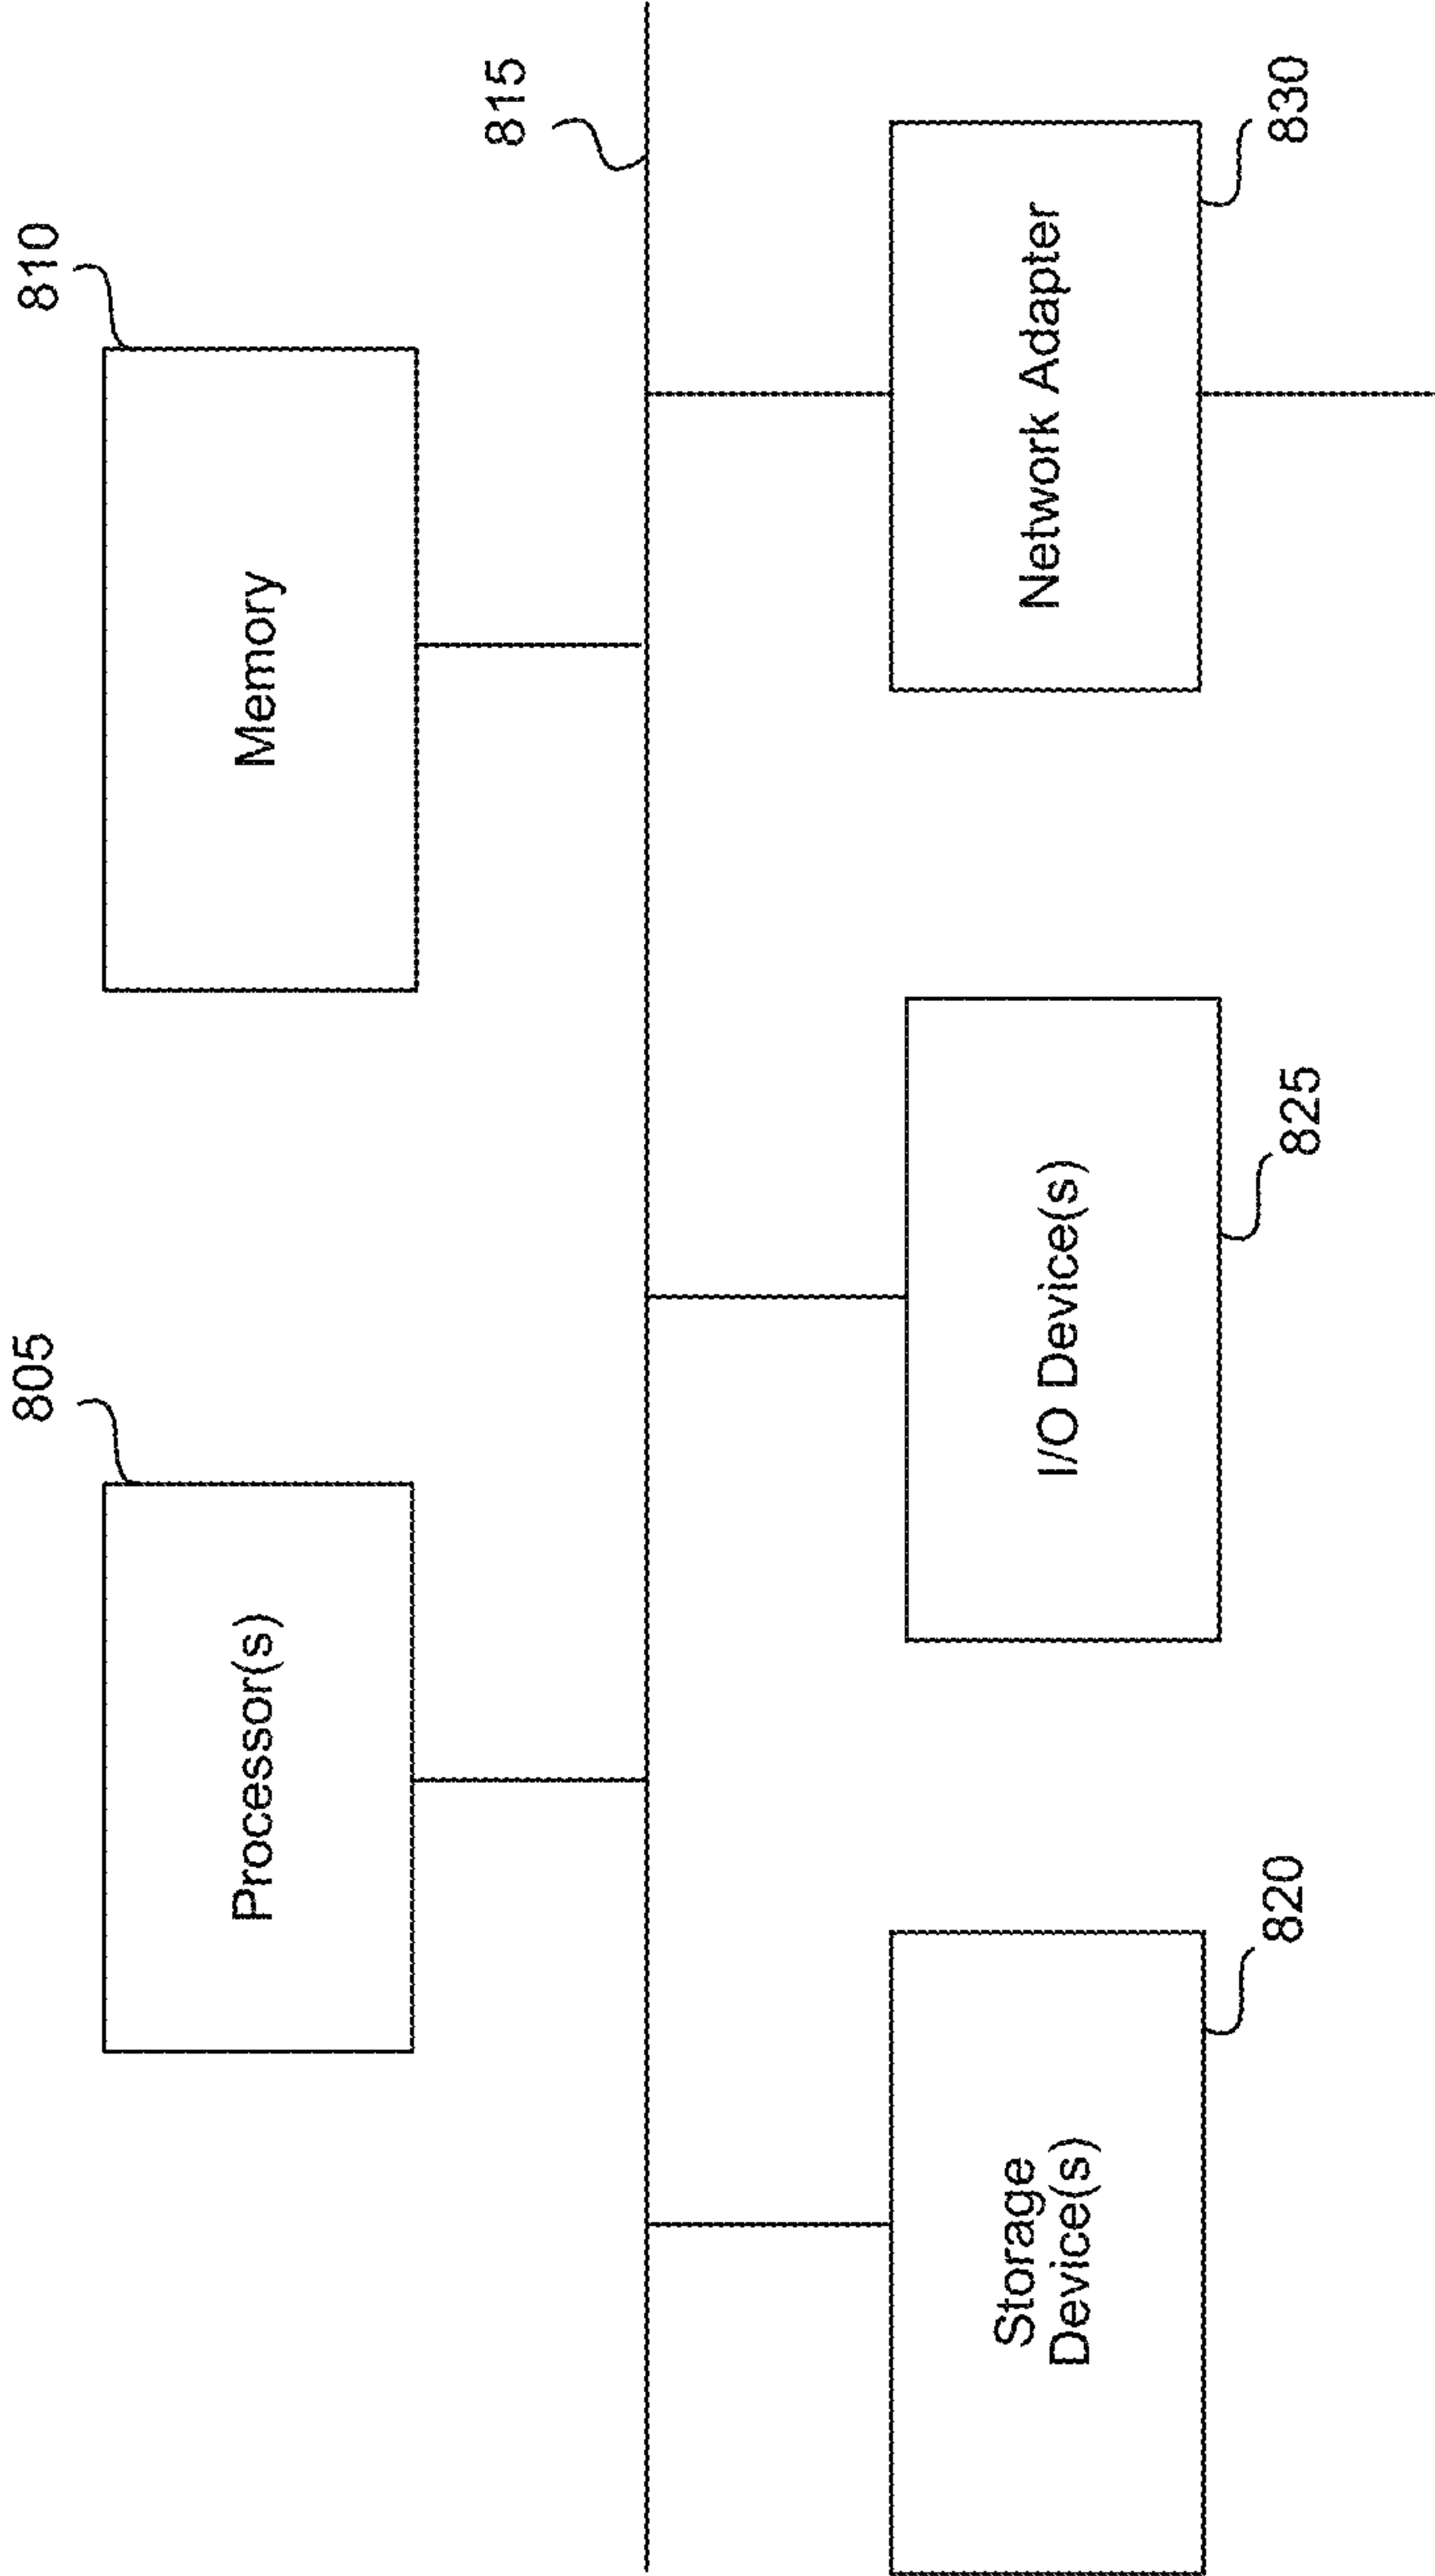 805
810
Processor(s)
Memory
815
Storage
Device(s)
I/O Device(s)
Network Adapter
820
825
830